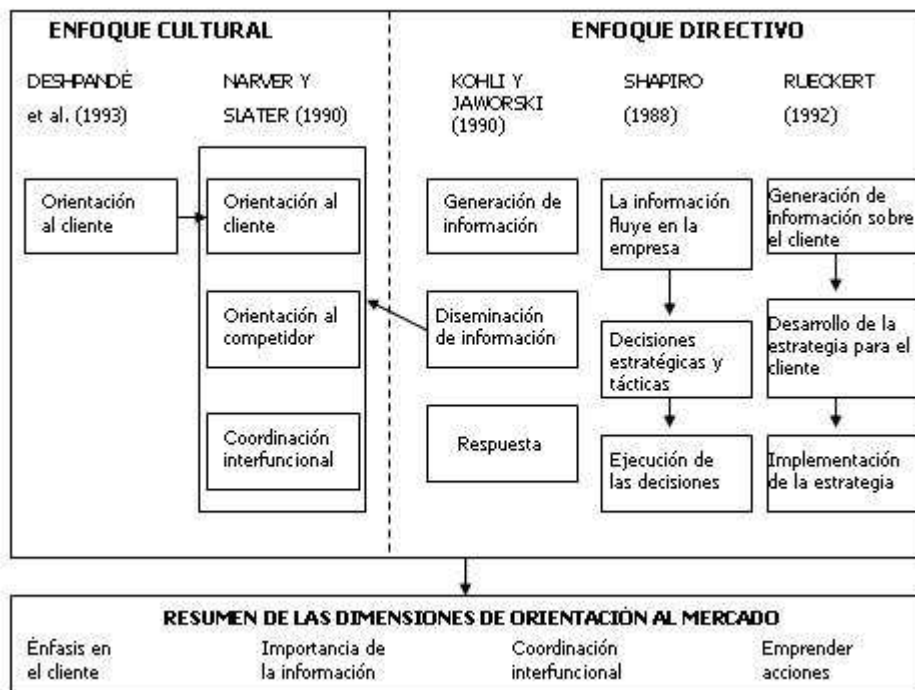 ENFOQUE CULTURAL
ENFOQUE DIRECTIVO
DESHPANDÉ
et al. (1993)
NARVER Y
SLATER (1990)
KOHLI Y
JAWORSKI
(1990)
SHAPIRO
(1988)
RUECKERT
(1992)
Orientación
al cliente
Orientación al
cliente
Orientación al
competidor
Coordinación
interfuncional
Generación de
información
Diseminación
de información
Respuesta
La información
fluye en la
empresa
Decisiones
estratégicas y
tácticas
Ejecución de
las decisiones
Generación de
información sobre
el cliente
Desarrollo de la
estrategia para el
cliente
Implementación
de la estrategia
RESUMEN DE LAS DIMENSIONES DE ORIENTACIÓN AL MERCADO
Énfasis en
el cliente
Importancia de
la información
Coordinación
interfuncional
Emprender
acciones